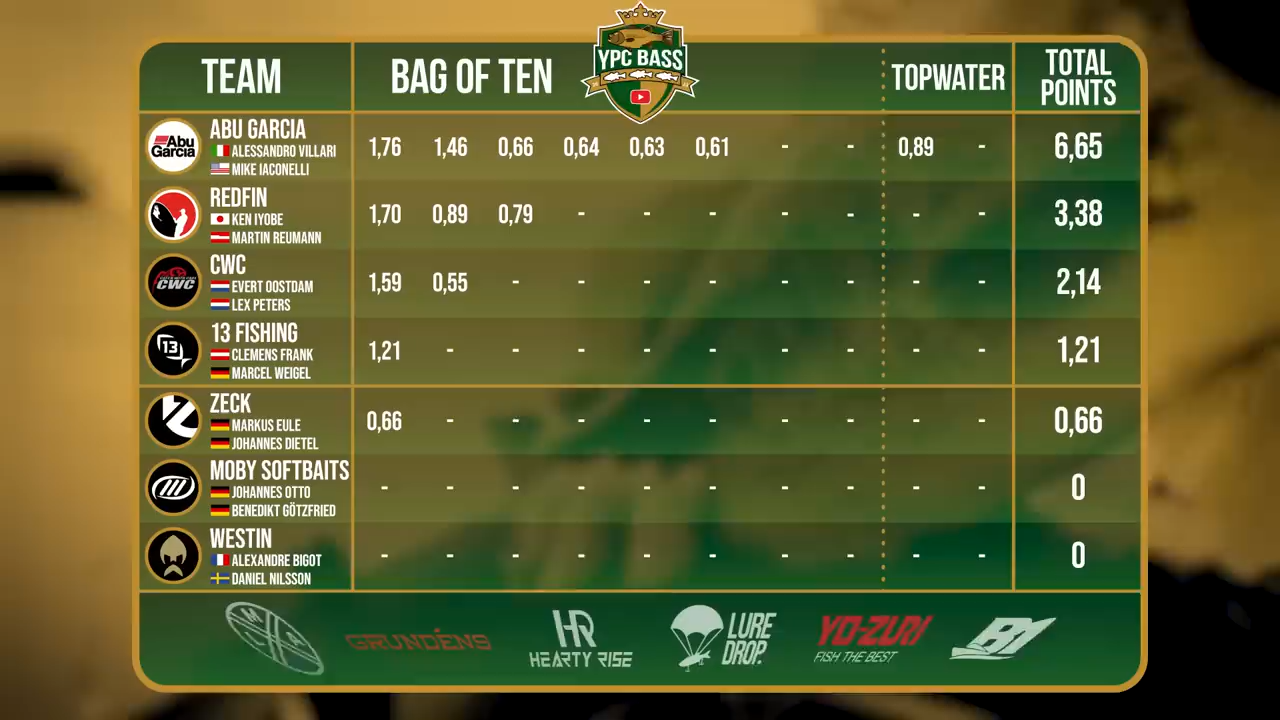 YPC BASS
TEAM BAG OF TEN TOPWATER TOTAL POINTS
Abu Garcia
ABU GARCIA
ALESSANDRO VILLARI
MIKE IACONELLI
1,76 1,46 0,66 0,64 0,63 0,61 - - 0,89 - 6,65
REDFIN
KEN IYOBE
MARTIN REUMANN
1,70 0,89 0,79 - - - - - - - 3,38
CWC
CWC
EVERT OOSTDAM
LEX PETERS
1,59 0,55 - - - - - - - - 2,14
13
13 FISHING
CLEMENS FRANK
MARCEL WEIGEL
1,21 - - - - - - - - - 1,21
ZECK
MARKUS EULE
JOHANNES DIETEL
0,66 - - - - - - - - - 0,66
MOBY SOFTBAITS
JOHANNES OTTO
BENEDIKT GÖTZFRIED
- - - - - - - - - - 0
WESTIN
ALEXANDRE BIGOT
DANIEL NILSSON
- - - - - - - - - - 0
M L A
GRUNDÉNS
HR
HEARTY RISE
LURE
DROP.
YO-ZURI
FISH THE BEST
B1